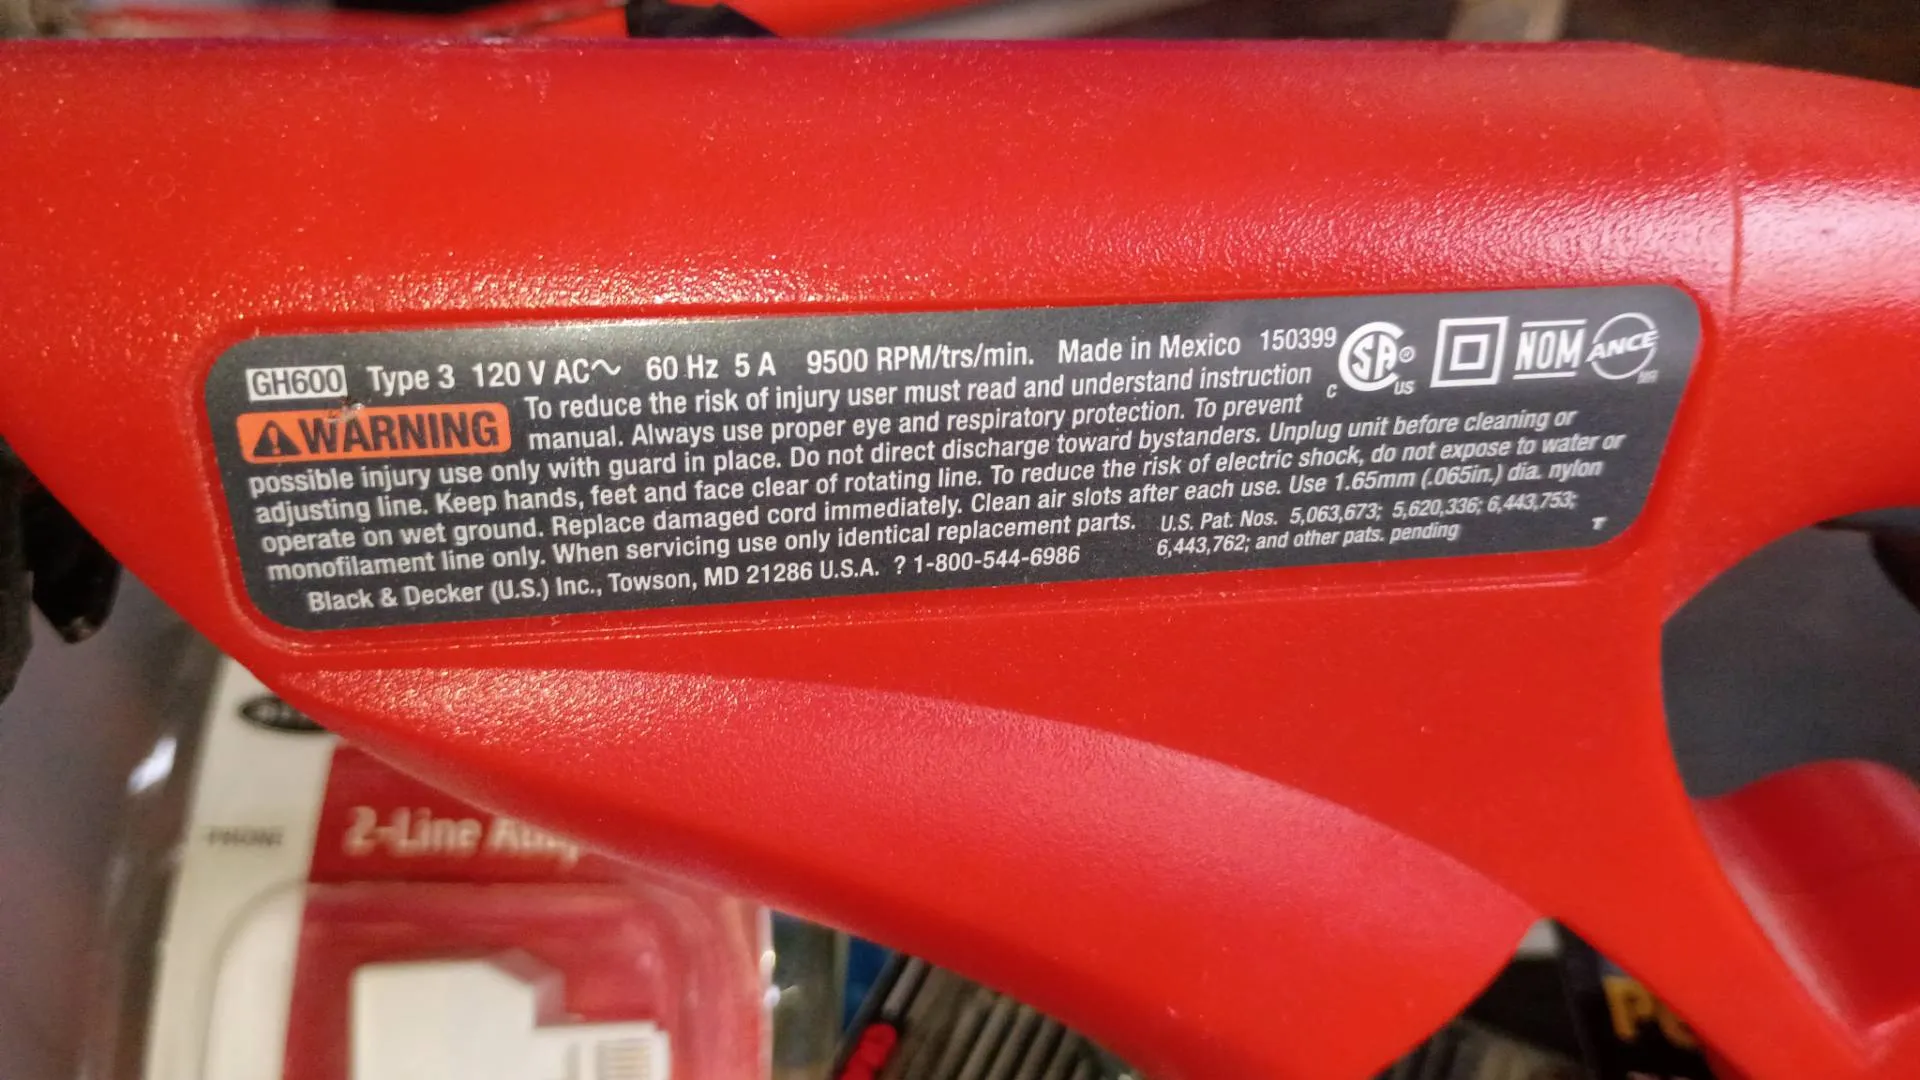 GH600 Type 3 120 V AC~ 60 Hz 5 A 9500 RPM/trs/min. Made in Mexico 150399
WARNING To reduce the risk of injury user must read and understand instruction
manual. Always use proper eye and respiratory protection. To prevent
possible injury use only with guard in place. Do not direct discharge toward bystanders. Unplug unit before cleaning or
adjusting line. Keep hands, feet and face clear of rotating line. To reduce the risk of electric shock, do not expose to water or
operate on wet ground. Replace damaged cord immediately. Clean air slots after each use. Use 1.65mm (.065in.) dia. nylon
monofilament line only. When servicing use only identical replacement parts.
Black & Decker (U.S.) Inc., Towson, MD 21286 U.S.A. ? 1-800-544-6986
U.S. Pat. Nos. 5,063,673; 5,620,336; 6,443,753;
6,443,762; and other pats. pending
T
C SA ® US
NOM
ANCE
2-Line